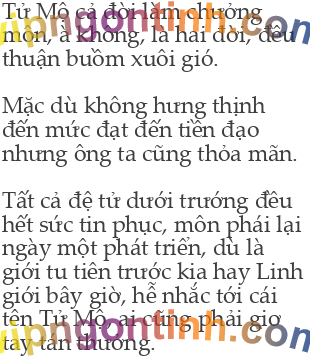 Tử Mô cả đời làm chưởng
môn, à không, là hai đời, đều
thuận buồm xuôi gió.
Mặc dù không hưng thịnh
đến mức đạt đến tiền đạo
nhưng ông ta cũng thỏa mãn.
Tất cả đệ tử dưới trướng đều
hết sức tin phục, môn phái lại
ngày một phát triển, dù là
giới tu tiên trước kia hay Linh
giới bây giờ, hễ nhắc tới cái
tên Tử Mô, ai cũng phải giơ
tay tán thưởng.
vipngontinh.com
vipngontinh.com